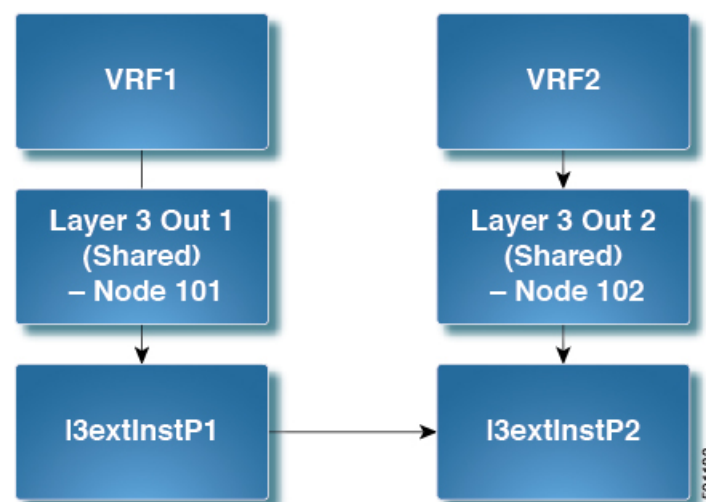 VRF1
VRF2
Layer 3 Out 1
(Shared)
– Node 101
Layer 3 Out 2
(Shared)
– Node 102
l3extInstP1
l3extInstP2